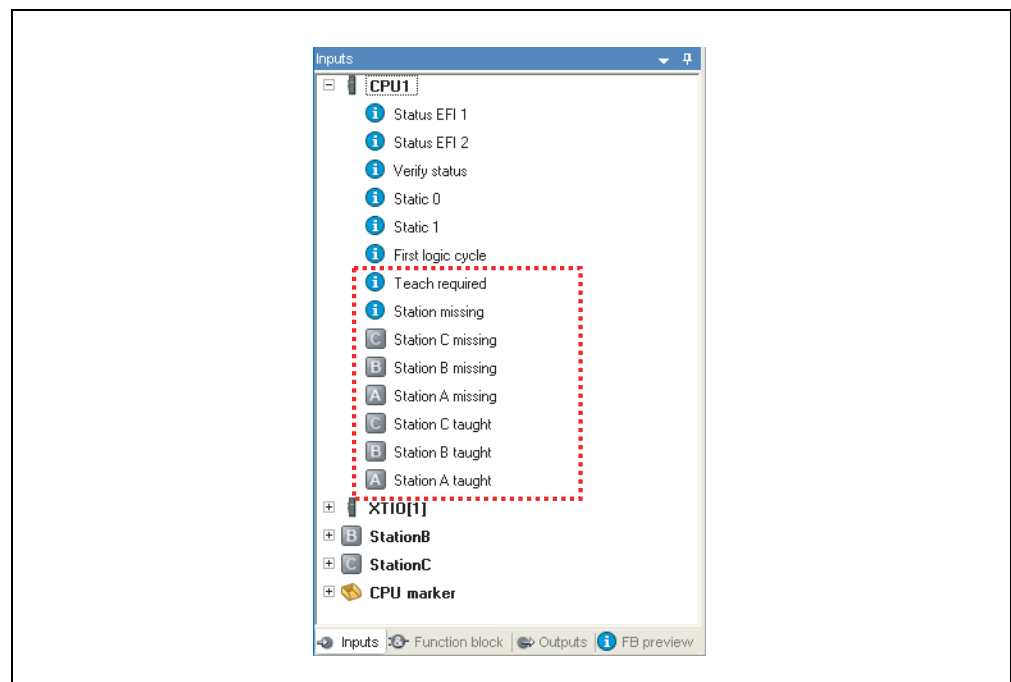 Inputs
CPU1
Status EFI 1
Status EFI 2
Verify status
Static 0
Static 1
First logic cycle
Teach required
Station missing
C Station C missing
B Station B missing
A Station A missing
C Station C taught
B Station B taught
A Station A taught
XTIO[1]
B StationB
C StationC
CPU marker
Inputs Function block Outputs FB preview